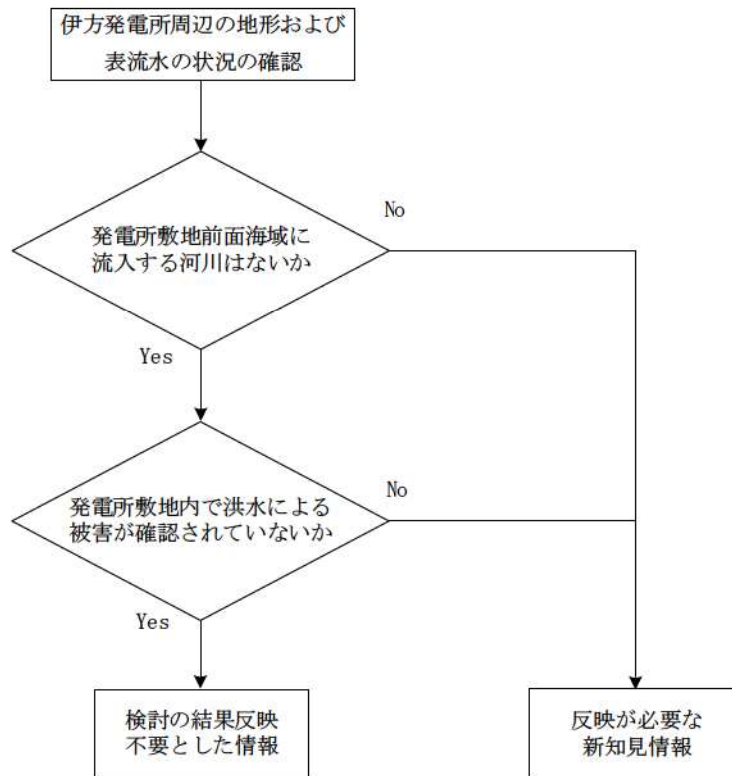 伊方発電所周辺の地形および
表流水の状況の確認
No
発電所敷地前面海域に
流入する河川はないか
Yes
No
発電所敷地内で洪水による
被害が確認されていないか
Yes
検討の結果反映
不要とした情報
反映が必要な
新知見情報